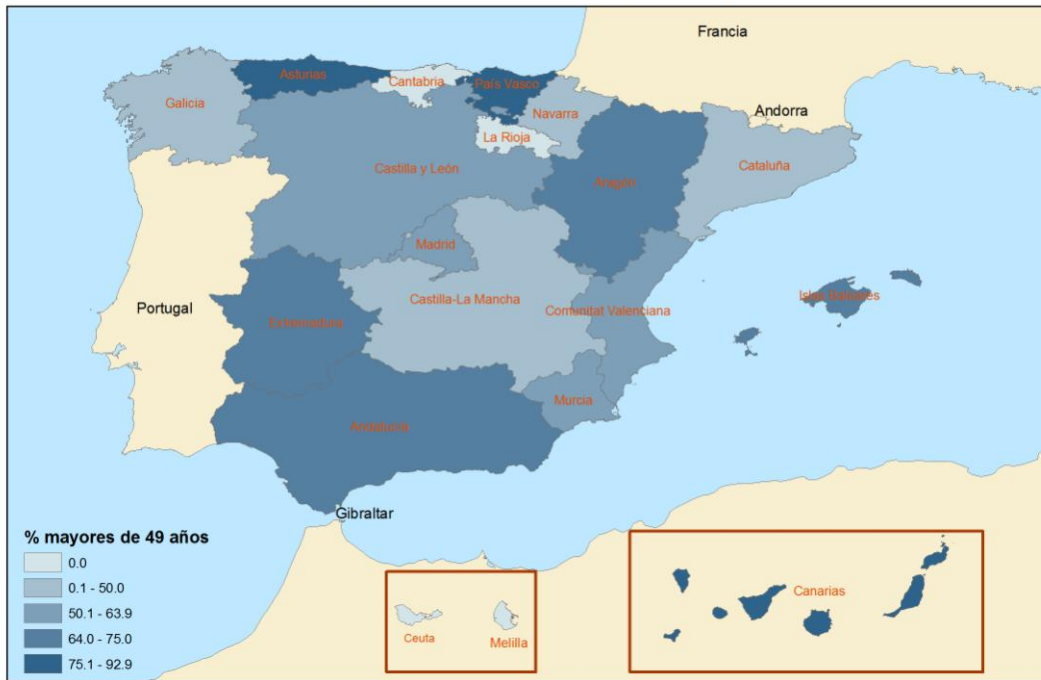 Francia
Asturias
Cantabria
País Vasco
Galicia
Navarra
Andorra
La Rioja
Cataluña
Castilla y León
Aragón
Madrid
Castilla-La Mancha
Islas Baleares
Portugal
Comunitat Valenciana
Extremadura
Murcia
Andalucía
Gibraltar
% mayores de 49 años
0.0
0.1 - 50.0
50.1 - 63.9
64.0 - 75.0
75.1 - 92.9
Ceuta
Melilla
Canarias